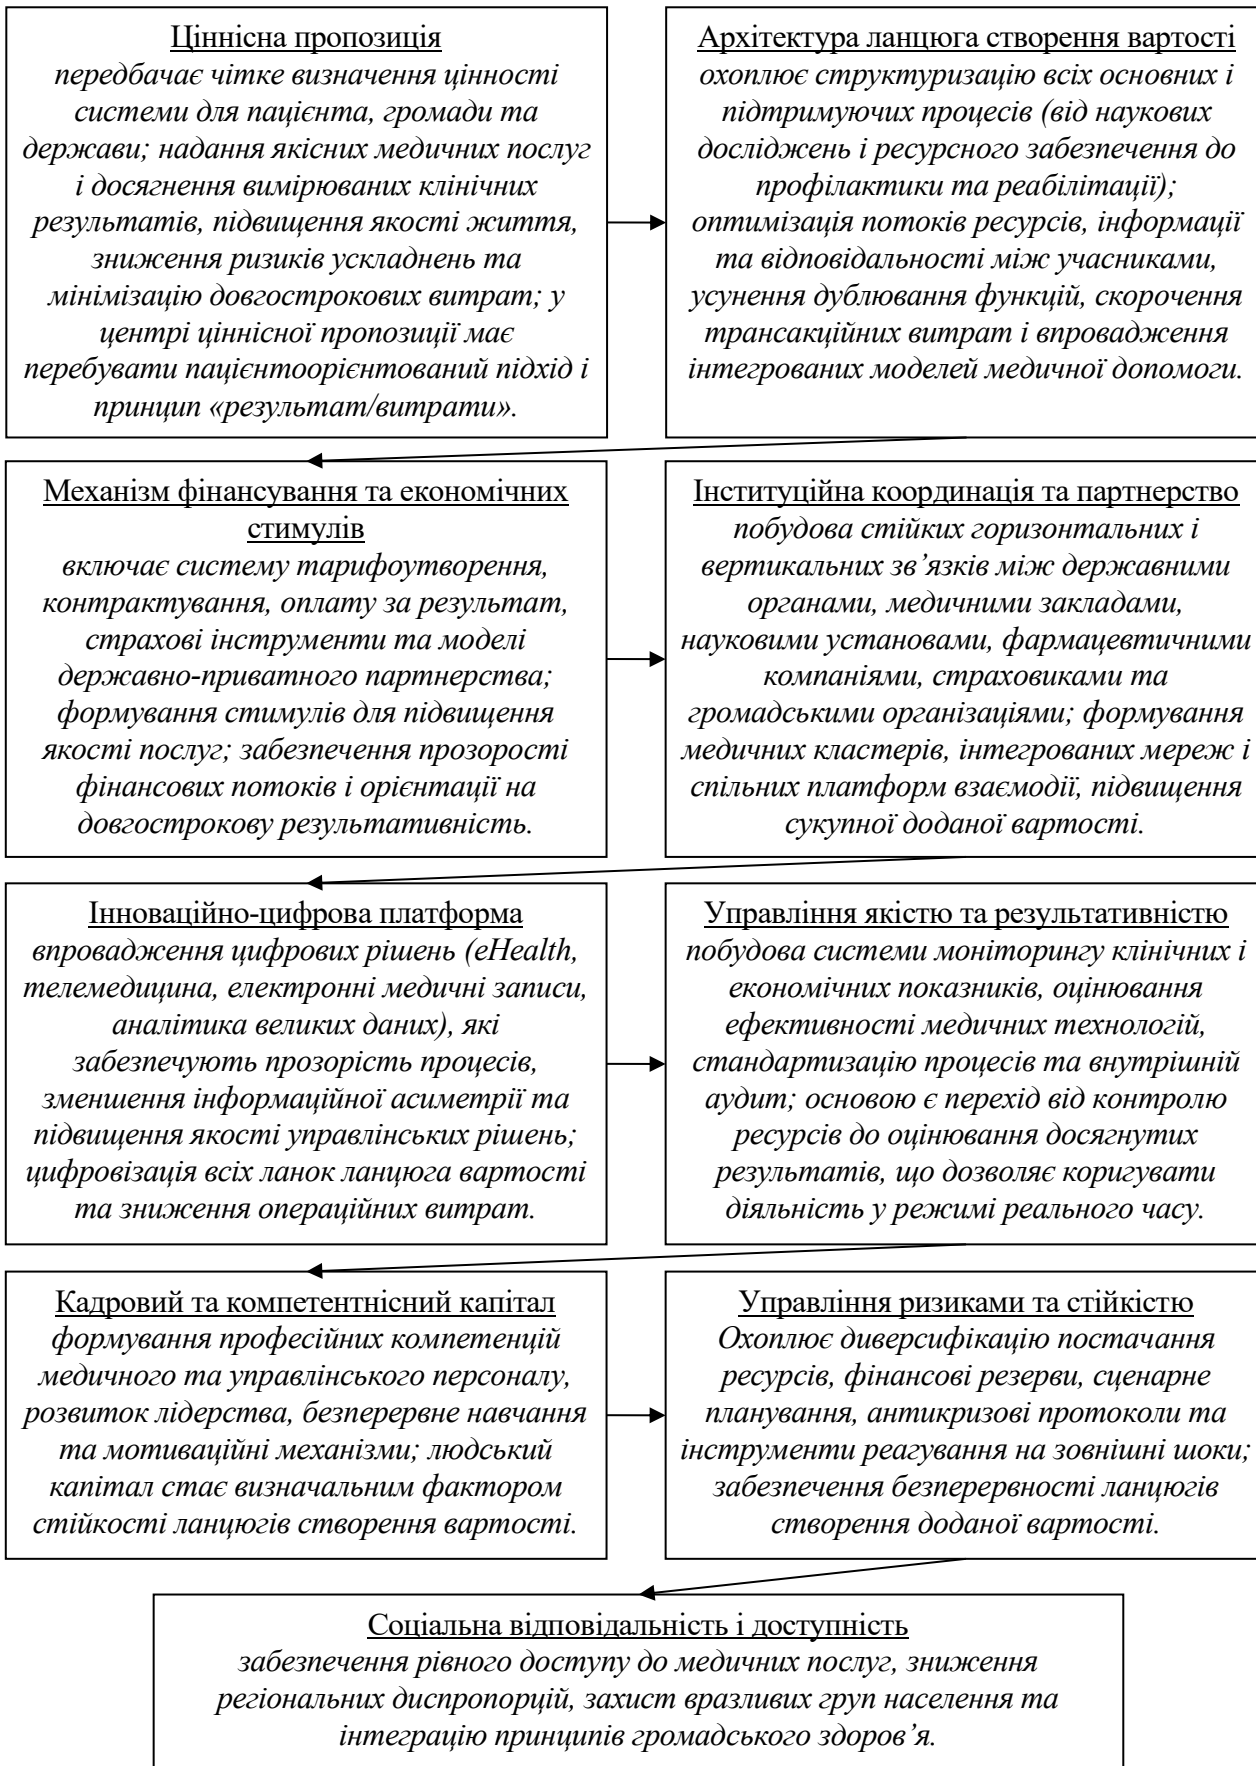 Ціннісна пропозиція
передбачає чітке визначення цінності
системи для пацієнта, громади та
держави; надання якісних медичних послуг
і досягнення вимірюваних клінічних
результатів, підвищення якості життя,
зниження ризиків ускладнень та
мінімізацію довгострокових витрат; у
центрі ціннісної пропозиції має
перебувати пацієнтоорієнтований підхід і
принцип «результат/витрати».
Архітектура ланцюга створення вартості
охоплює структуризацію всіх основних і
підтримуючих процесів (від наукових
досліджень і ресурсного забезпечення до
профілактики та реабілітації);
оптимізація потоків ресурсів, інформації
та відповідальності між учасниками,
усунення дублювання функцій, скорочення
трансакційних витрат і впровадження
інтегрованих моделей медичної допомоги.
Механізм фінансування та економічних
стимулів
включає систему тарифоутворення,
контрактування, оплату за результат,
страхові інструменти та моделі
державно-приватного партнерства;
формування стимулів для підвищення
якості послуг; забезпечення прозорості
фінансових потоків і орієнтації на
довгострокову результативність.
Інституційна координація та партнерство
побудова стійких горизонтальних і
вертикальних зв’язків між державними
органами, медичними закладами,
науковими установами, фармацевтичними
компаніями, страховиками та
громадськими організаціями; формування
медичних кластерів, інтегрованих мереж і
спільних платформ взаємодії, підвищення
сукупної доданої вартості.
Інноваційно-цифрова платформа
впровадження цифрових рішень (eHealth,
телемедицина, електронні медичні записи,
аналітика великих даних), які
забезпечують прозорість процесів,
зменшення інформаційної асиметрії та
підвищення якості управлінських рішень;
цифровізація всіх ланок ланцюга вартості
та зниження операційних витрат.
Управління якістю та результативністю
побудова системи моніторингу клінічних і
економічних показників, оцінювання
ефективності медичних технологій,
стандартизацію процесів та внутрішній
аудит; основою є перехід від контролю
ресурсів до оцінювання досягнутих
результатів, що дозволяє коригувати
діяльність у режимі реального часу.
Кадровий та компетентнісний капітал
формування професійних компетенцій
медичного та управлінського персоналу,
розвиток лідерства, безперервне навчання
та мотиваційні механізми; людський
капітал стає визначальним фактором
стійкості ланцюгів створення вартості.
Управління ризиками та стійкістю
Охоплює диверсифікацію постачання
ресурсів, фінансові резерви, сценарне
планування, антикризові протоколи та
інструменти реагування на зовнішні шоки;
забезпечення безперервності ланцюгів
створення доданої вартості.
Соціальна відповідальність і доступність
забезпечення рівного доступу до медичних послуг, зниження
регіональних диспропорцій, захист вразливих груп населення та
інтеграцію принципів громадського здоров’я.